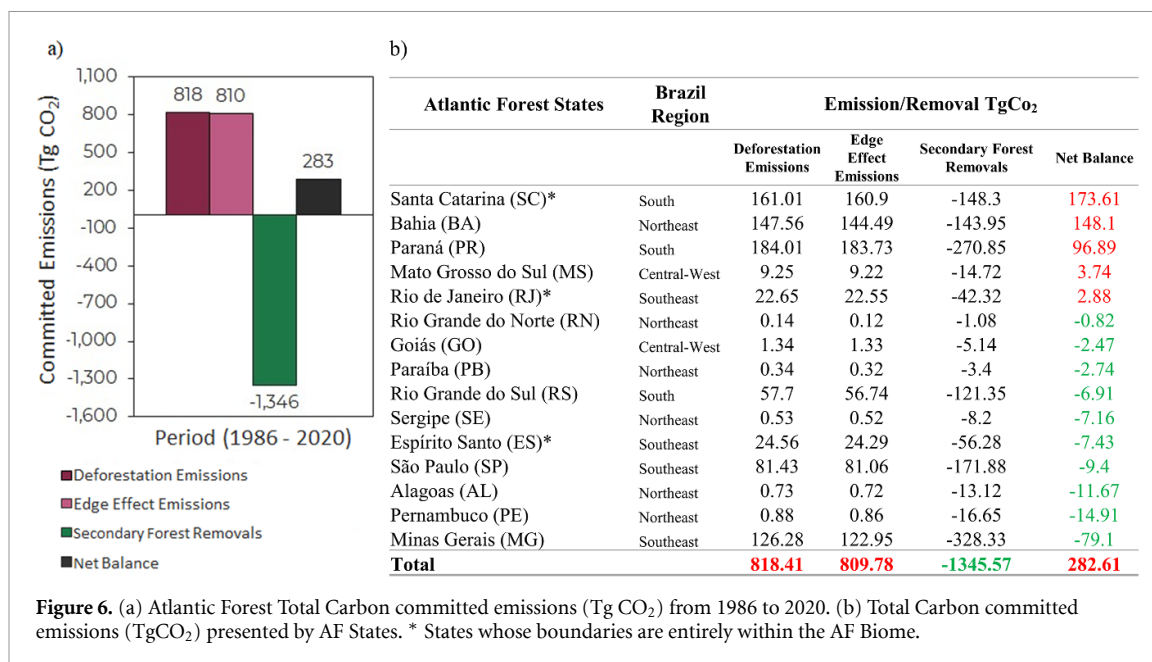 a)
1,100
800
500
200
-100
-400
-700
-1,000
-1,300
-1,600
Committed Emissions (Tg CO₂)
818
810
283
-1,346
Period (1986 - 2020)
Deforestation Emissions
Edge Effect Emissions
Secondary Forest Removals
Net Balance
b)
Atlantic Forest States Brazil Region Emission/Removal TgCo₂
Deforestation Emissions Edge Effect Emissions Secondary Forest Removals Net Balance
Santa Catarina (SC)* South 161.01 160.9 -148.3 173.61
Bahia (BA) Northeast 147.56 144.49 -143.95 148.1
Paraná (PR) South 184.01 183.73 -270.85 96.89
Mato Grosso do Sul (MS) Central-West 9.25 9.22 -14.72 3.74
Rio de Janeiro (RJ)* Southeast 22.65 22.55 -42.32 2.88
Rio Grande do Norte (RN) Northeast 0.14 0.12 -1.08 -0.82
Goiás (GO) Central-West 1.34 1.33 -5.14 -2.47
Paraíba (PB) Northeast 0.34 0.32 -3.4 -2.74
Rio Grande do Sul (RS) South 57.7 56.74 -121.35 -6.91
Sergipe (SE) Northeast 0.53 0.52 -8.2 -7.16
Espírito Santo (ES)* Southeast 24.56 24.29 -56.28 -7.43
São Paulo (SP) Southeast 81.43 81.06 -171.88 -9.4
Alagoas (AL) Northeast 0.73 0.72 -13.12 -11.67
Pernambuco (PE) Northeast 0.88 0.86 -16.65 -14.91
Minas Gerais (MG) Southeast 126.28 122.95 -328.33 -79.1
Total 818.41 809.78 -1345.57 282.61
Figure 6. (a) Atlantic Forest Total Carbon committed emissions (Tg CO₂) from 1986 to 2020. (b) Total Carbon committed
emissions (TgCO₂) presented by AF States. * States whose boundaries are entirely within the AF Biome.